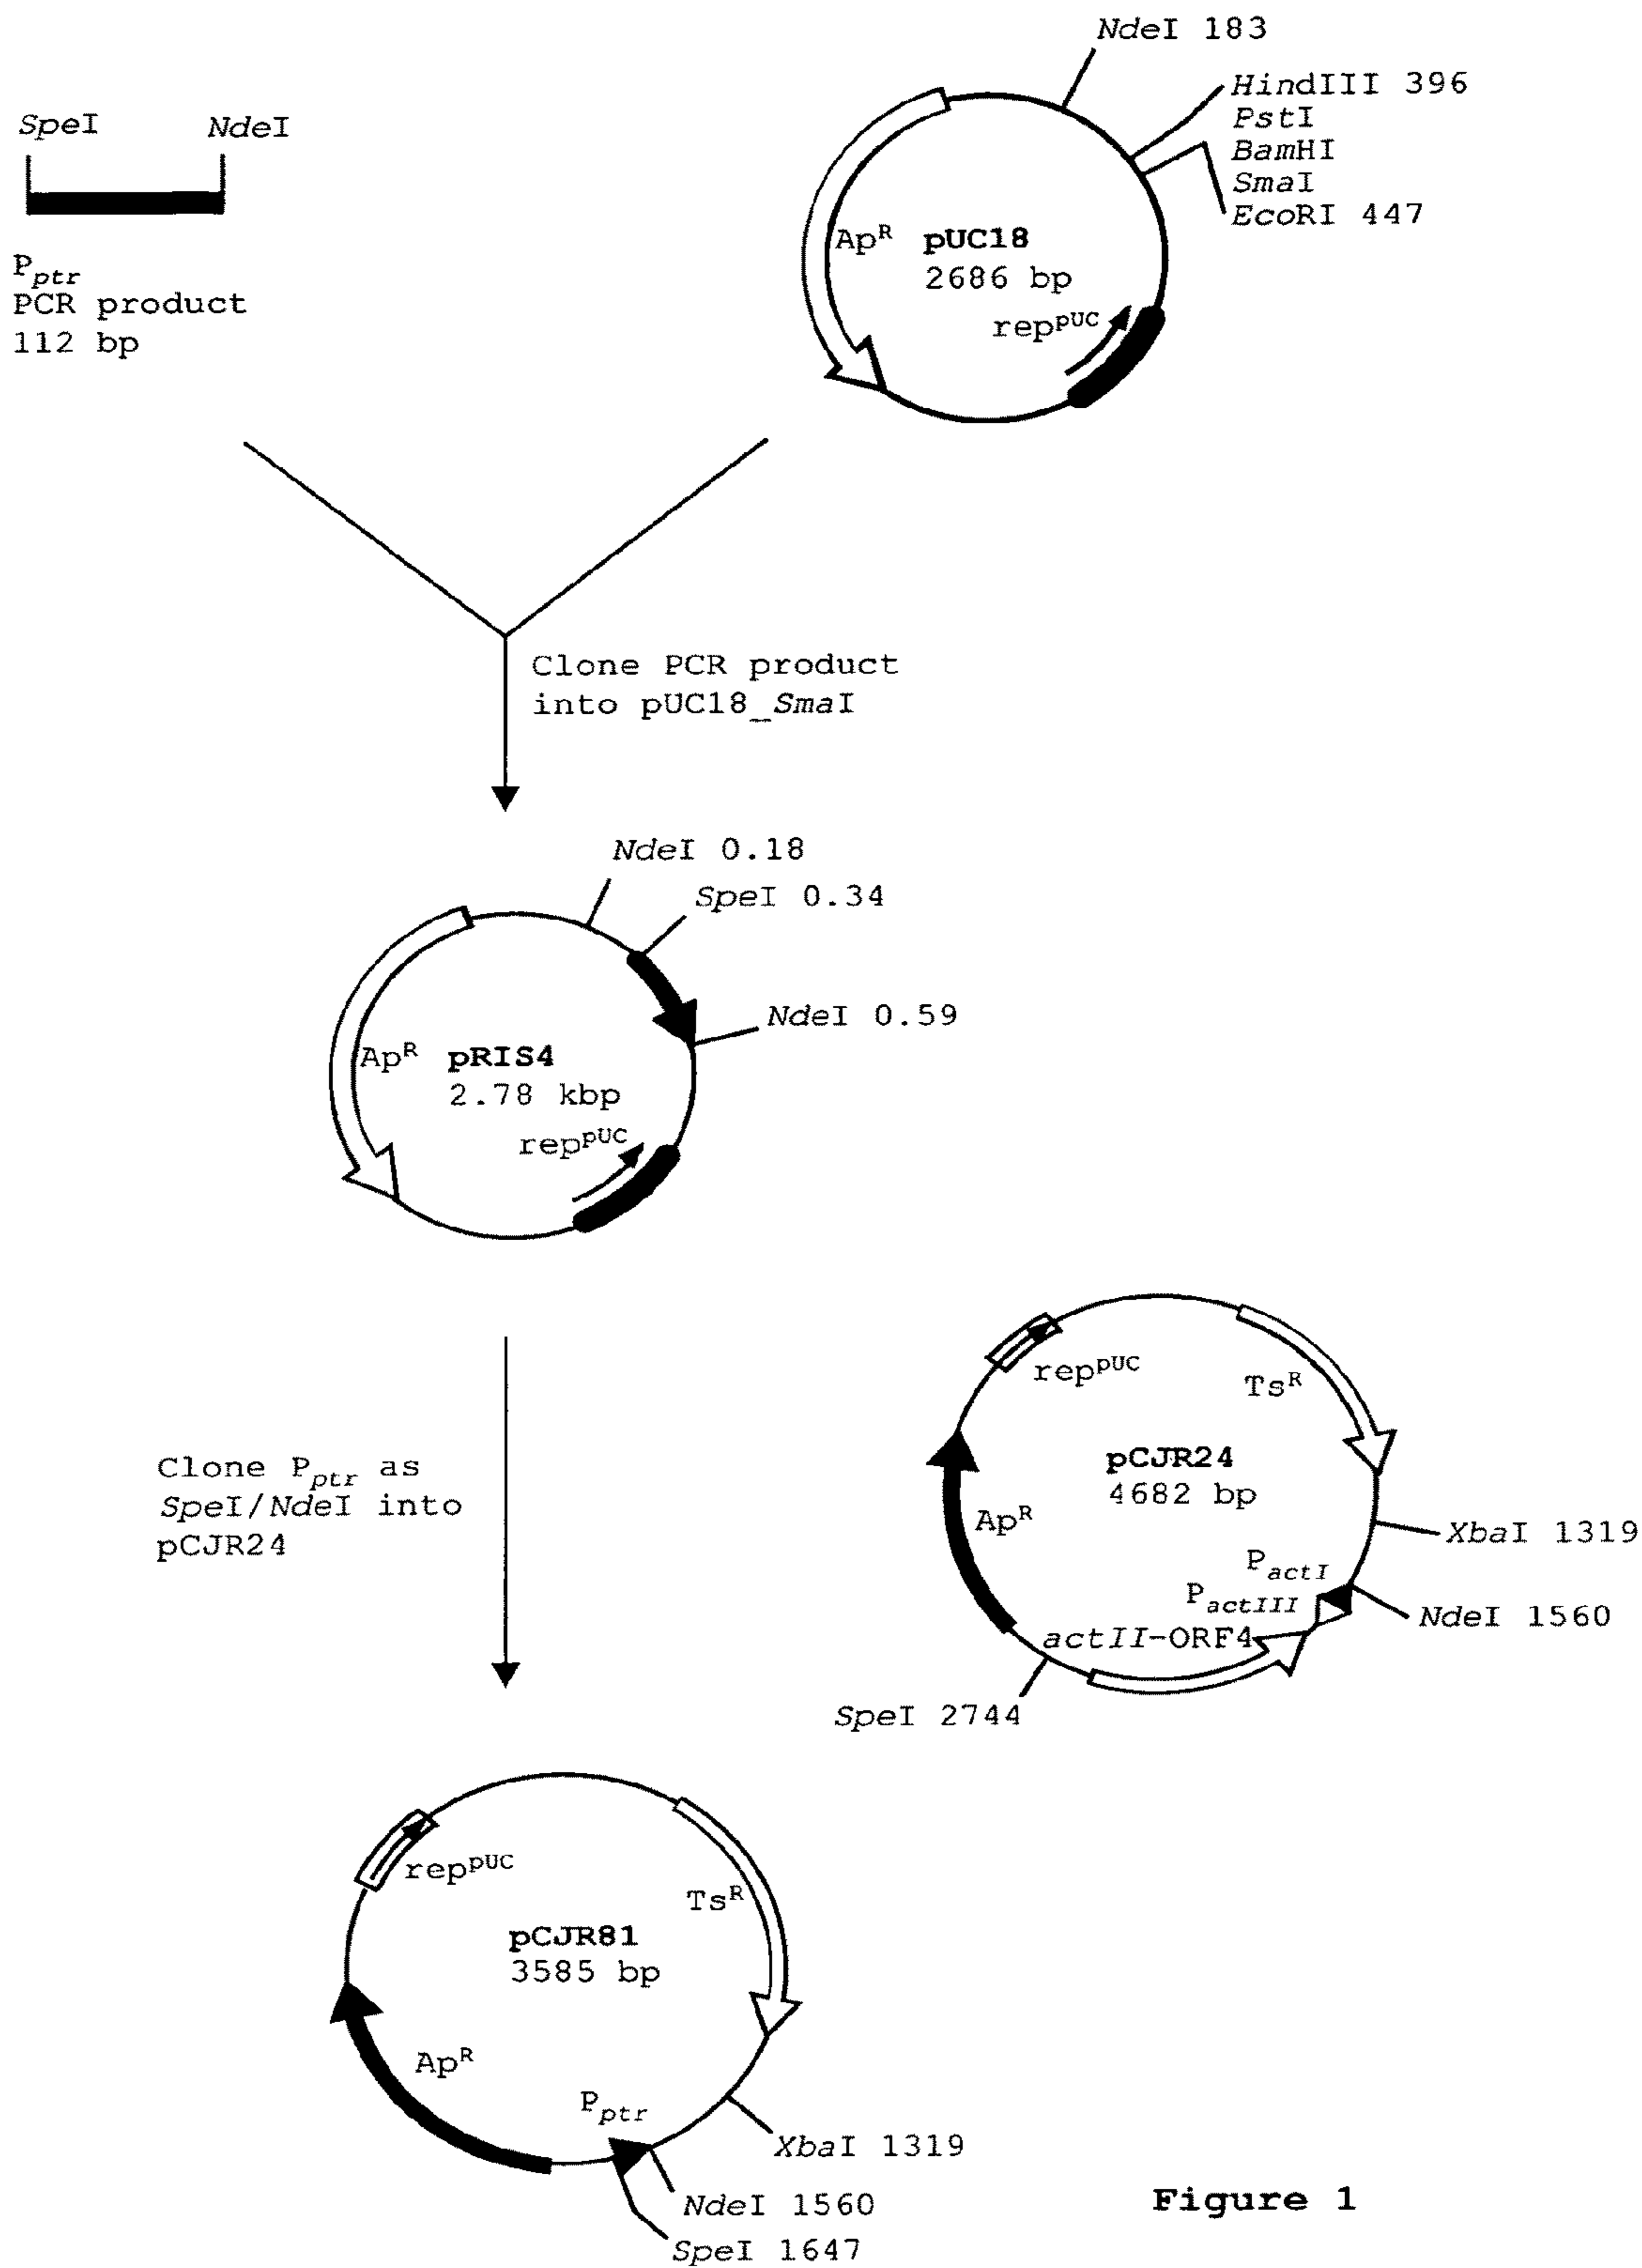 NdeI 183
HindIII 396
PstI
BamHI
SmaI
EcoRI 447
SpeI NdeI
Pptr
PCR product
112 bp
ApR pUC18
2686 bp
reppUC
Clone PCR product
into pUC18_SmaI
NdeI 0.18
SpeI 0.34
NdeI 0.59
ApR pRIS4
2.78 kbp
reppUC
Clone Pptr as
SpeI/NdeI into
pCJR24
reppUC
TsR
pCJR24
4682 bp
ApR
XbaI 1319
PactI
PactIII
NdeI 1560
actII-ORF4
SpeI 2744
reppUC
TsR
pCJR81
3585 bp
ApR
Pptr
XbaI 1319
NdeI 1560
SpeI 1647
Figure 1